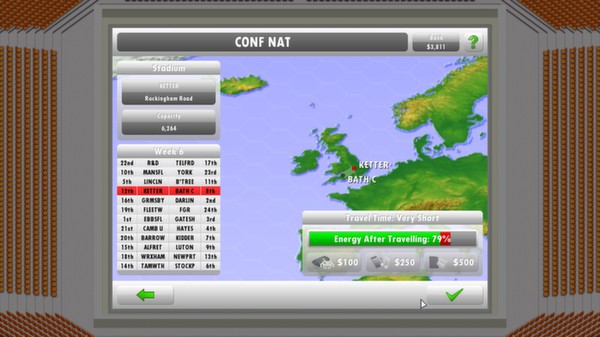 CONF NAT
Bank
$3,811
?
Stadium
KETTER
Rockingham Road
Capacity
6,264
Week 6
22nd R&D TELFRD 17th
10th MANSFL YORK 23rd
5th LINCLN B'TREE 11th
12th KETTER BATH C 8th
16th GRMSBY DARLIN 2nd
19th FLEETW FGR 24th
1st EBBSFL GATESH 3rd
21st CAMB U HAYES 4th
20th BARROW KIDDER 7th
15th ALFRET LUTON 9th
18th WRXHAM NEWPRT 13th
14th TAMWTH STOCKP 6th
KETTER
BATH C
Travel Time: Very Short
Energy After Travelling: 79%
$100 $250 $500